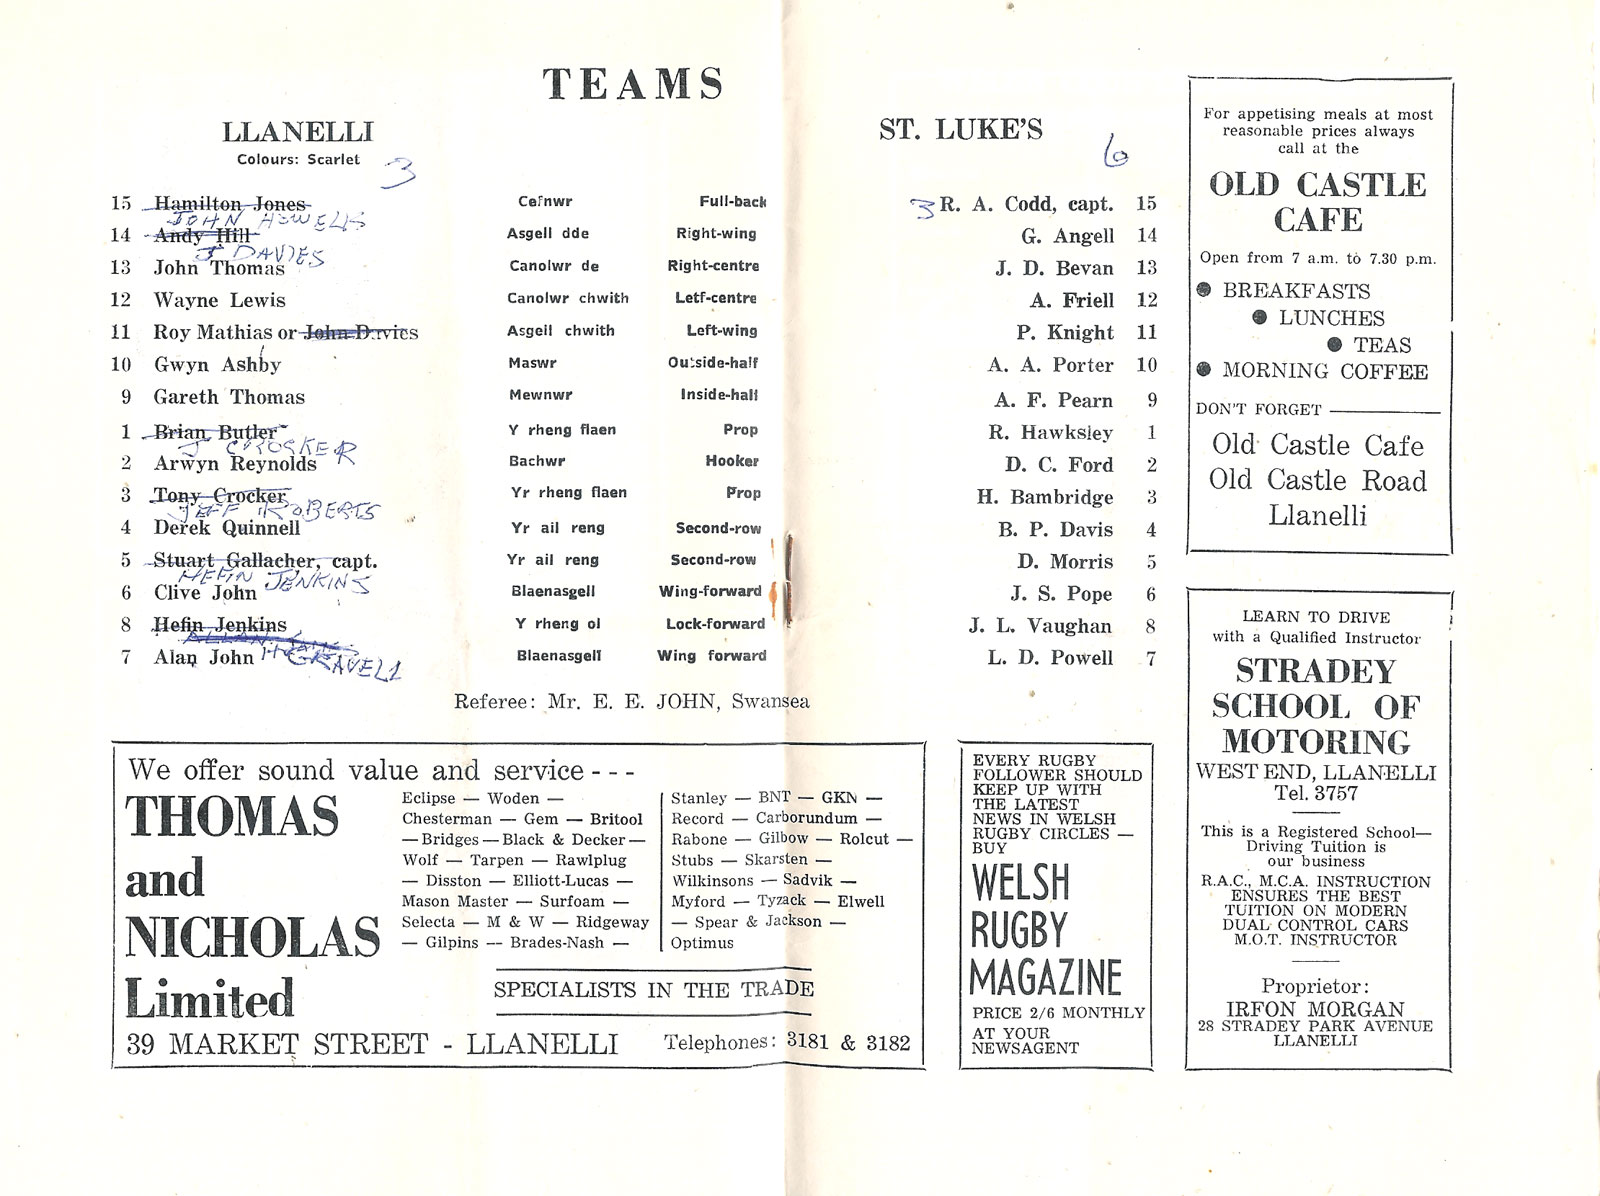 TEAMS
LLANELLI
Colours: Scarlet
3
15 Hamilton Jones Cefnwr Full-back
JOHN HOWELLS
14 Andy Hill Asgell dde Right-wing
J DAVIES
13 John Thomas Canolwr de Right-centre
12 Wayne Lewis Canolwr chwith Letf-centre
11 Roy Mathias or John Davies Asgell chwith Left-wing
10 Gwyn Ashby Maswr Outside-half
9 Gareth Thomas Mewnwr Inside-half
1 Brian Butler Y rheng flaen Prop
J CROCKER
2 Arwyn Reynolds Bachwr Hooker
3 Tony Crocker Yr rheng flaen Prop
JEFF ROBERTS
4 Derek Quinnell Yr ail reng Second-row
5 Stuart Gallacher, capt. Yr ail reng Second-row
HEFIN JENKINS
6 Clive John Blaenasgell Wing-forward
8 Hefin Jenkins Y rheng ol Lock-forward
ALLAN
7 Alan John Blaenasgell Wing forward
H GRAVELL
ST. LUKE'S
6
3 R. A. Codd, capt. 15
G. Angell 14
J. D. Bevan 13
A. Friell 12
P. Knight 11
A. A. Porter 10
A. F. Pearn 9
R. Hawksley 1
D. C. Ford 2
H. Bambridge 3
B. P. Davis 4
D. Morris 5
J. S. Pope 6
J. L. Vaughan 8
L. D. Powell 7
Referee: Mr. E. E. JOHN, Swansea
We offer sound value and service - - -
THOMAS
and
NICHOLAS
Limited
Eclipse — Woden —
Chesterman — Gem — Britool
— Bridges — Black & Decker —
Wolf — Tarpen — Rawlplug
— Disston — Elliott-Lucas —
Mason Master — Surfoam —
Selecta — M & W — Ridgeway
— Gilpins — Brades-Nash —
Stanley — BNT — GKN —
Record — Carborundum —
Rabone — Gilbow — Rolcut —
Stubs — Skarsten —
Wilkinsons — Sadvik —
Myford — Tyzack — Elwell
— Spear & Jackson —
Optimus
SPECIALISTS IN THE TRADE
39 MARKET STREET - LLANELLI Telephones: 3181 & 3182
EVERY RUGBY
FOLLOWER SHOULD
KEEP UP WITH
THE LATEST
NEWS IN WELSH
RUGBY CIRCLES —
BUY
WELSH
RUGBY
MAGAZINE
PRICE 2/6 MONTHLY
AT YOUR
NEWSAGENT
For appetising meals at most
reasonable prices always
call at the
OLD CASTLE
CAFE
Open from 7 a.m. to 7.30 p.m.
● BREAKFASTS
● LUNCHES
● TEAS
● MORNING COFFEE
DON'T FORGET
Old Castle Cafe
Old Castle Road
Llanelli
LEARN TO DRIVE
with a Qualified Instructor
STRADEY
SCHOOL OF
MOTORING
WEST END, LLANELLI
Tel. 3757
This is a Registered School—
Driving Tuition is
our business
R.A.C., M.C.A. INSTRUCTION
ENSURES THE BEST
TUITION ON MODERN
DUAL CONTROL CARS
M.O.T. INSTRUCTOR
Proprietor:
IRFON MORGAN
28 STRADEY PARK AVENUE
LLANELLI